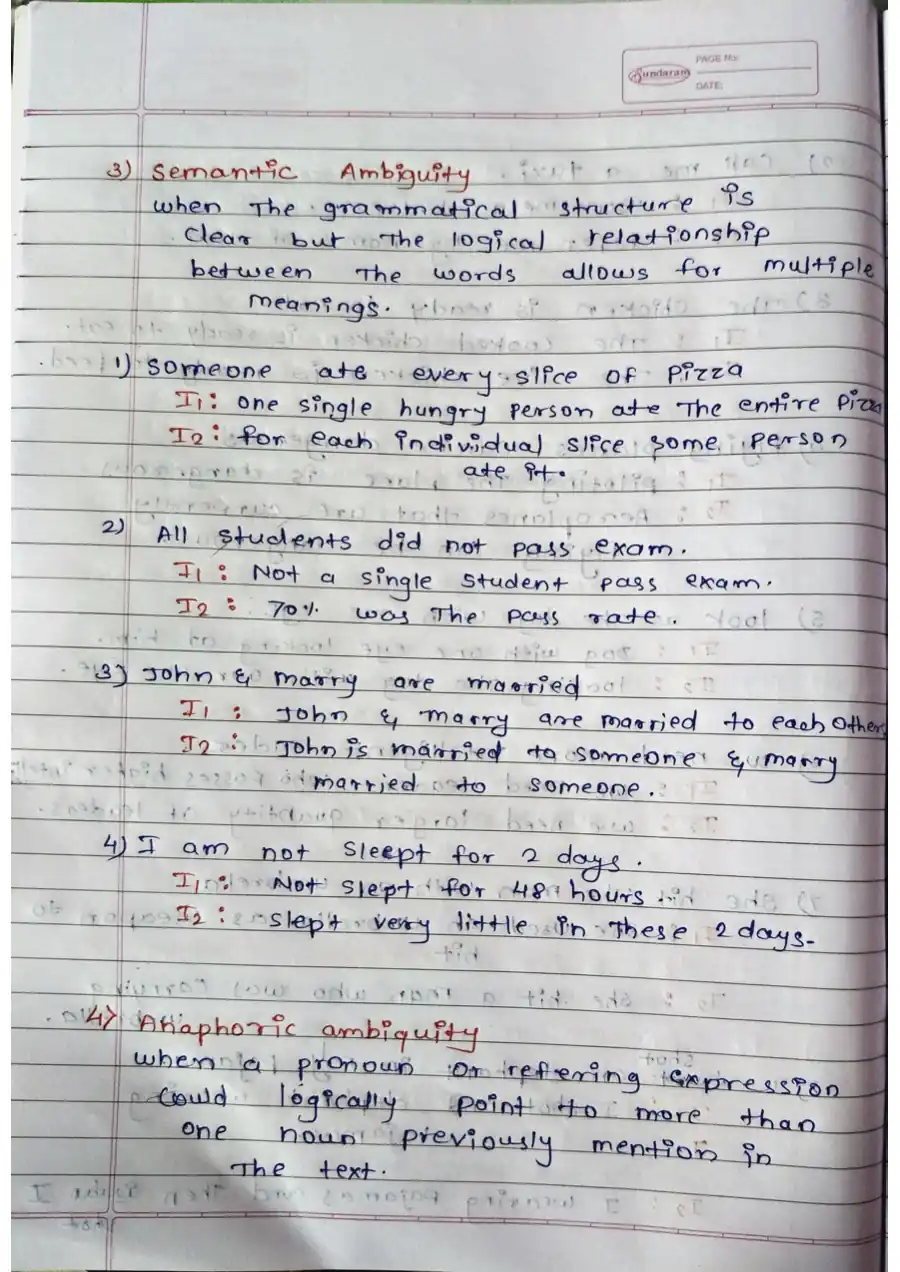 Sundaram
PAGE No:
DATE:
3) Semantic Ambiguity
when The grammatical structure is
clear but The logical relationship
between The words allows for multiple
meanings.
1) Someone ate every slice of pizza
I1: one single hungry person ate The entire Pizza
I2: for each individual slice some person
ate it.
2) All students did not pass exam.
I1: Not a single student pass exam.
I2: 70% was The pass rate.
3) John & marry are married
I1: John & marry are married to each others
I2: John is married to someone & marry
married to someone.
4) I am not sleept for 2 days.
I1: Not slept for 48 hours
I2: slept very little in These 2 days.
4) Anaphoric ambiguity
when a pronoun or refering expression
could logically point to more than
one noun previously mention in
The text.